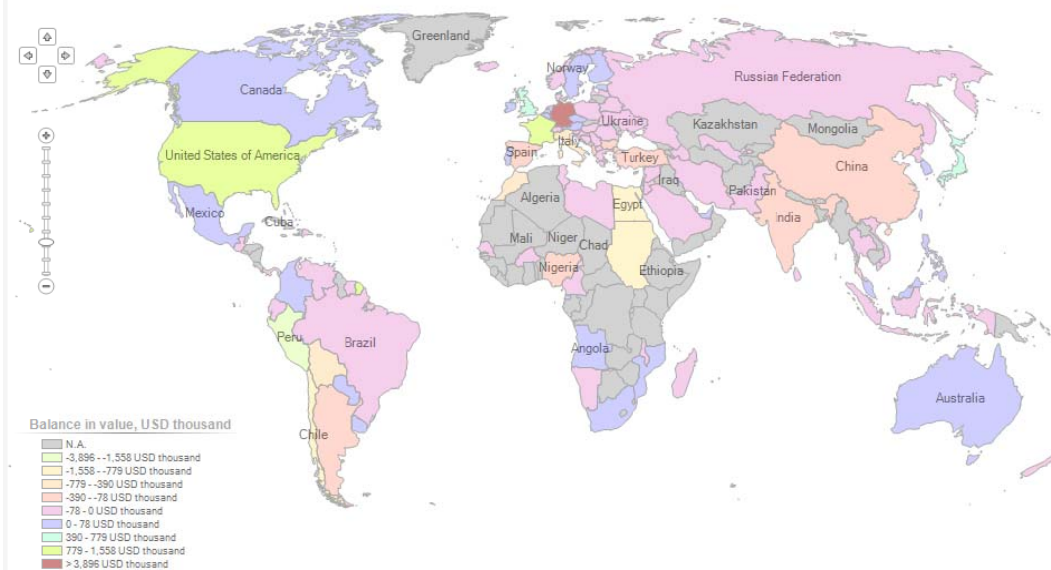 Greenland
Norway
Russian Federation
Canada
Ukraine
Kazakhstan
Mongolia
United States of America
Spain
Italy
Turkey
China
Iraq
Pakistan
Algeria
Egypt
India
Mexico
Cuba
Mali
Niger
Chad
Nigeria
Ethiopia
Peru
Brazil
Angola
Australia
Chile
Balance in value, USD thousand
N.A.
-3,896 - -1,558 USD thousand
-1,558 - -779 USD thousand
-779 - -390 USD thousand
-390 - -78 USD thousand
-78 - 0 USD thousand
0 - 78 USD thousand
390 - 779 USD thousand
779 - 1,558 USD thousand
> 3,896 USD thousand